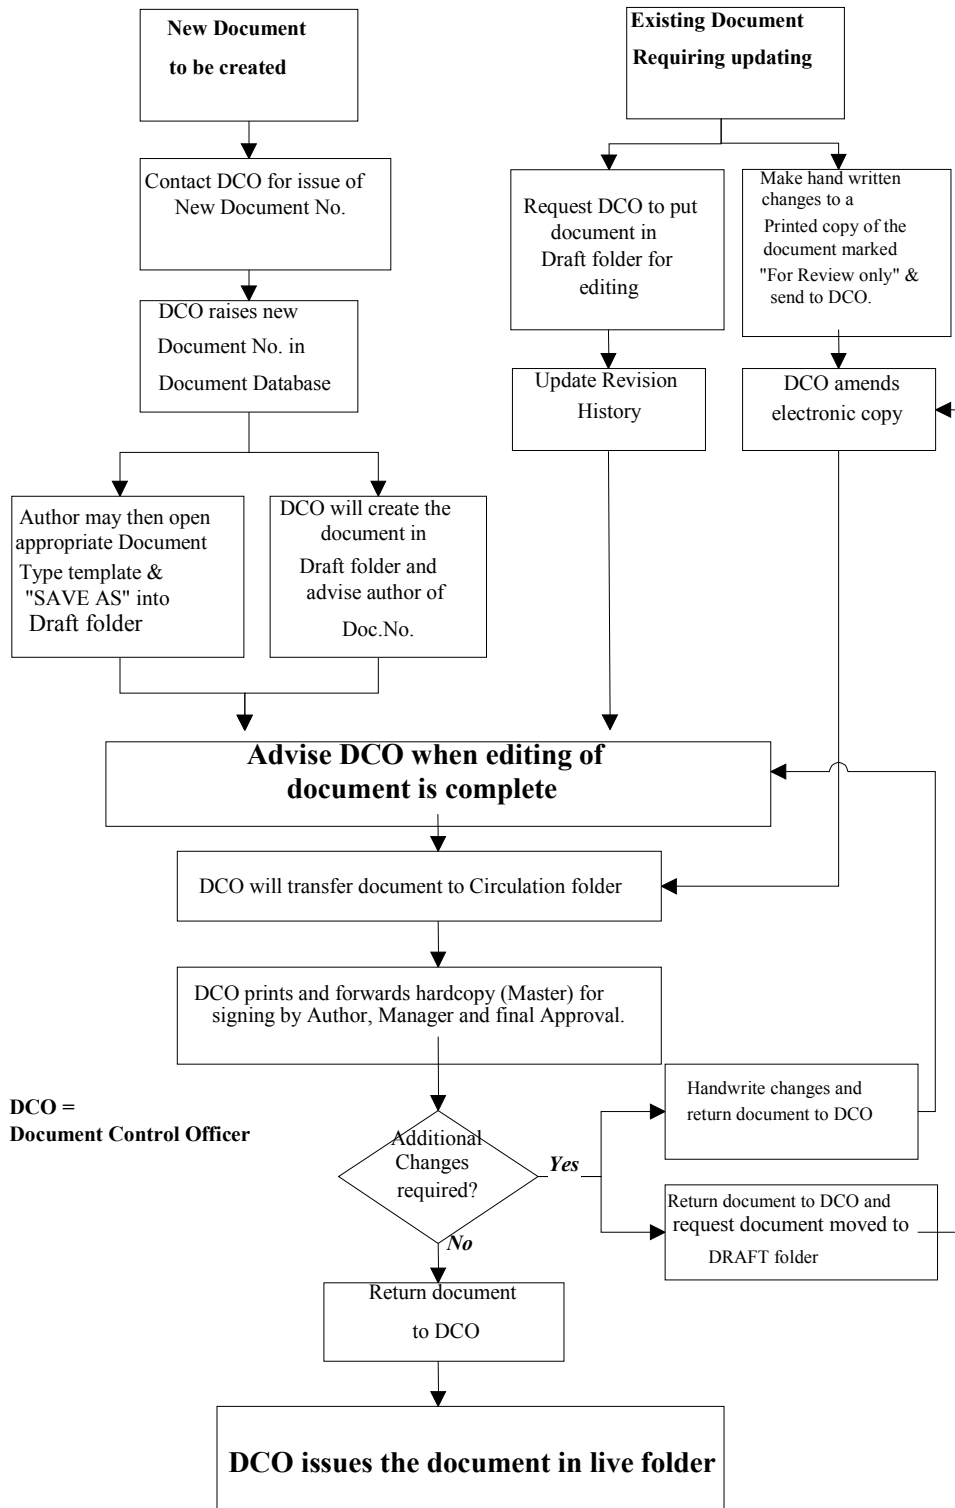 New Document
to be created
Existing Document
Requiring updating
Contact DCO for issue of
New Document No.
Request DCO to put
document in
Draft folder for
editing
Make hand written
changes to a
Printed copy of the
document marked
"For Review only" &
send to DCO.
DCO raises new
Document No. in
Document Database
Update Revision
History
DCO amends
electronic copy
Author may then open
appropriate Document
Type template &
"SAVE AS" into
Draft folder
DCO will create the
document in
Draft folder and
advise author of
Doc.No.
Advise DCO when editing of
document is complete
DCO will transfer document to Circulation folder
DCO prints and forwards hardcopy (Master) for
signing by Author, Manager and final Approval.
DCO =
Document Control Officer
Additional
Changes
required?
Yes
No
Handwrite changes and
return document to DCO
Return document to DCO and
request document moved to
DRAFT folder
Return document
to DCO
DCO issues the document in live folder